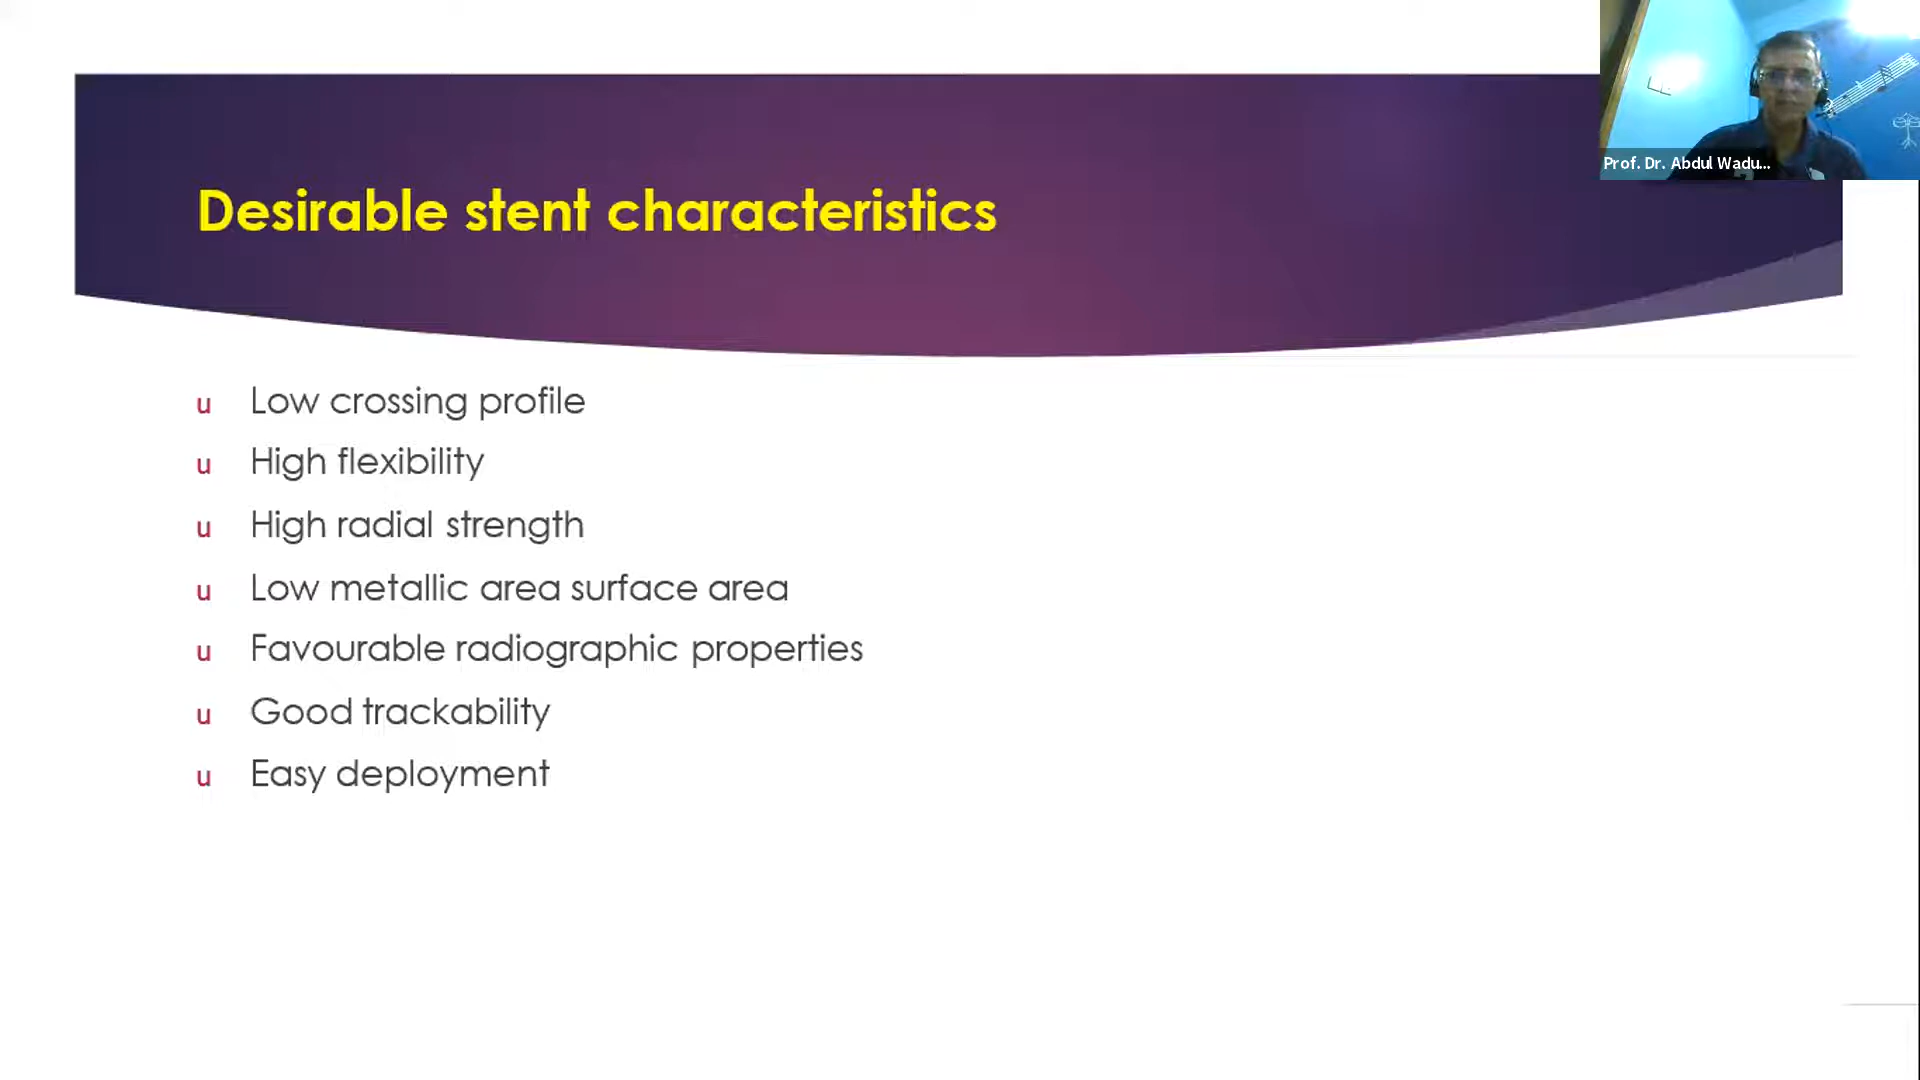 Prof. Dr. Abdul Wadu...
Desirable stent characteristics
u Low crossing profile
u High flexibility
u High radial strength
u Low metallic area surface area
u Favourable radiographic properties
u Good trackability
u Easy deployment